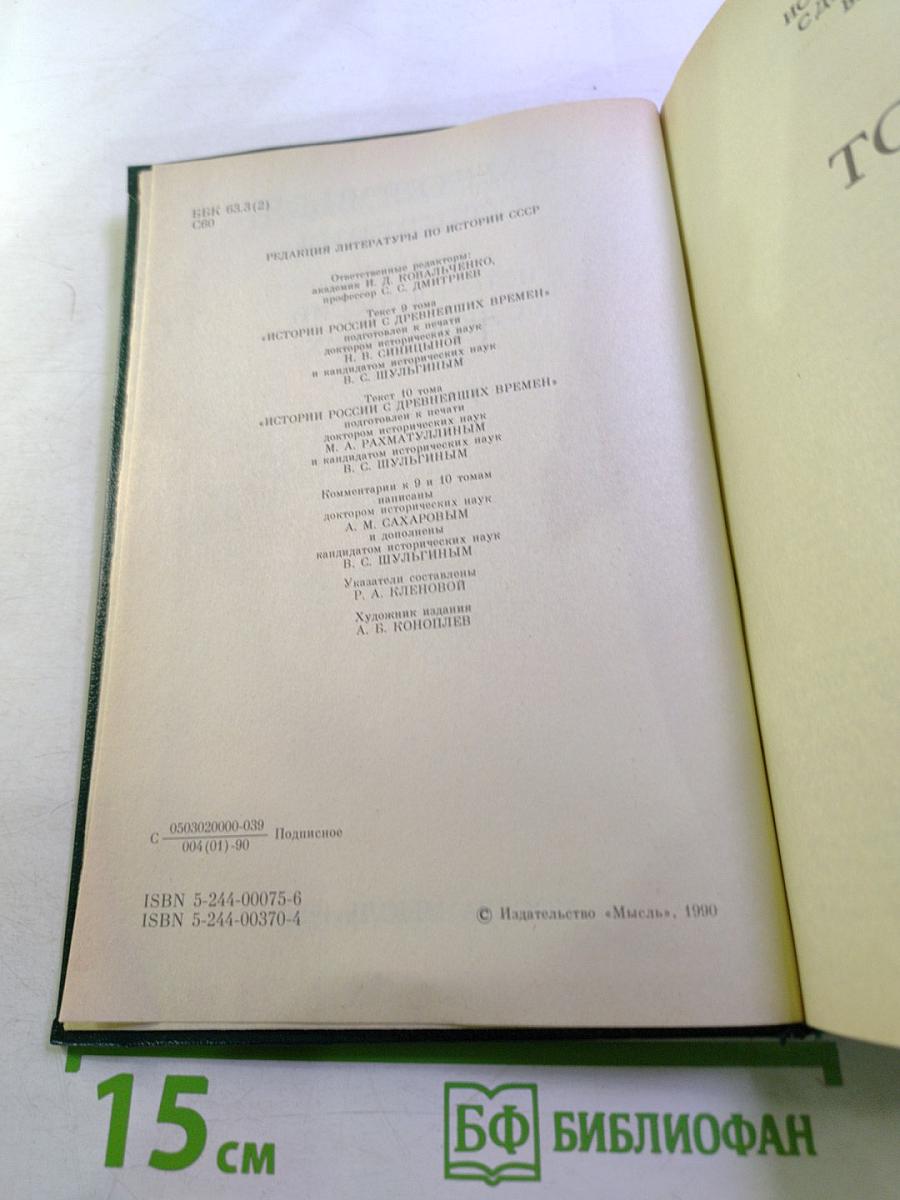 ББК 63.3(2)
С60
РЕДАКЦИЯ ЛИТЕРАТУРЫ ПО ИСТОРИИ СССР
Ответственные редакторы:
академик И. Д. КОВАЛЬЧЕНКО,
профессор С. С. ДМИТРИЕВ
Текст 9 тома
«ИСТОРИИ РОССИИ С ДРЕВНЕЙШИХ ВРЕМЕН»
подготовлен к печати
доктором исторических наук
Н. В. СИНИЦЫНОЙ
и кандидатом исторических наук
В. С. ШУЛЬГИНЫМ
Текст 10 тома
«ИСТОРИИ РОССИИ С ДРЕВНЕЙШИХ ВРЕМЕН»
подготовлен к печати
доктором исторических наук
М. А. РАХМАТУЛЛИНЫМ
и кандидатом исторических наук
В. С. ШУЛЬГИНЫМ
Комментарии к 9 и 10 томам
написаны
доктором исторических наук
А. М. САХАРОВЫМ
и дополнены
кандидатом исторических наук
В. С. ШУЛЬГИНЫМ
Указатели составлены
Р. А. КЛЕНОВОЙ
Художник издания
А. Б. КОНОПЛЕВ
С 0503020000-039
004(01)-90 Подписное
ISBN 5-244-00075-6
ISBN 5-244-00370-4
© Издательство «Мысль», 1990
ТО
15 см
БФ БИБЛИОФАН